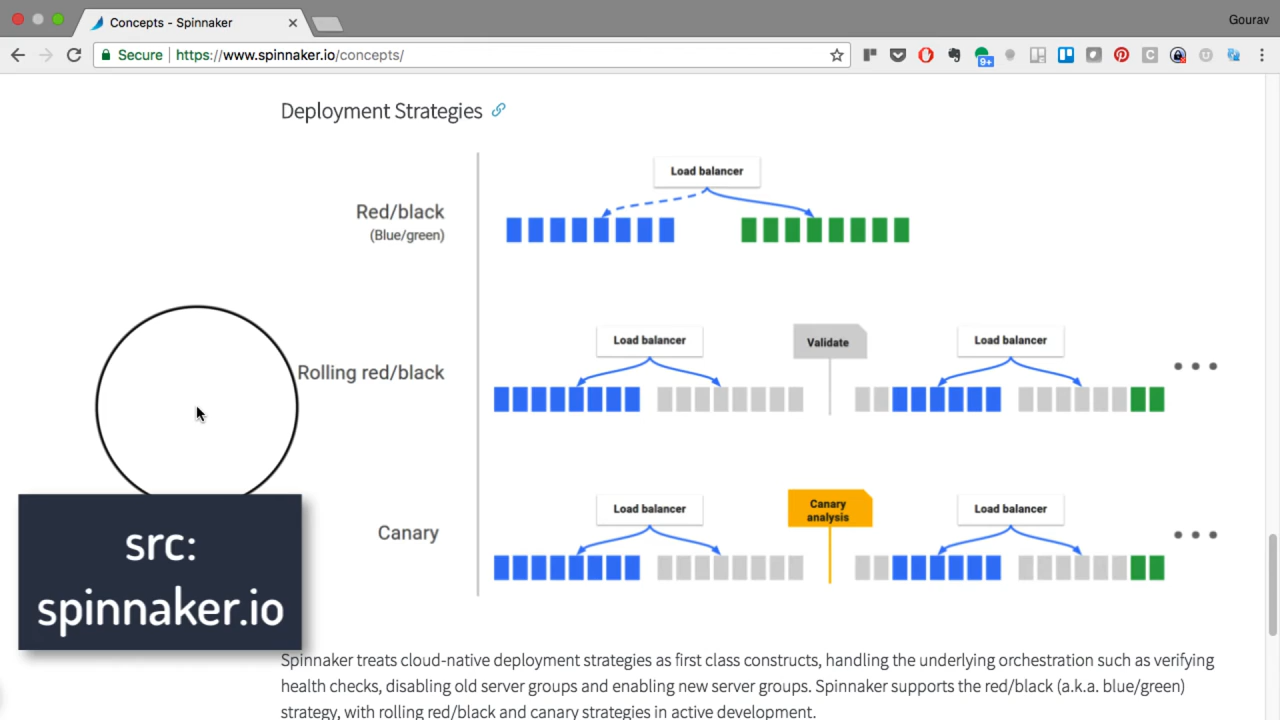 Concepts - Spinnaker
Gourav
Secure
https://www.spinnaker.io/concepts/
9+
Deployment Strategies
Load balancer
Red/black
(Blue/green)
Load balancer
Validate
Load balancer
Rolling red/black
Load balancer
Canary
analysis
Load balancer
Canary
src:
spinnaker.io
Spinnaker treats cloud-native deployment strategies as first class constructs, handling the underlying orchestration such as verifying
health checks, disabling old server groups and enabling new server groups. Spinnaker supports the red/black (a.k.a. blue/green)
strategy, with rolling red/black and canary strategies in active development.